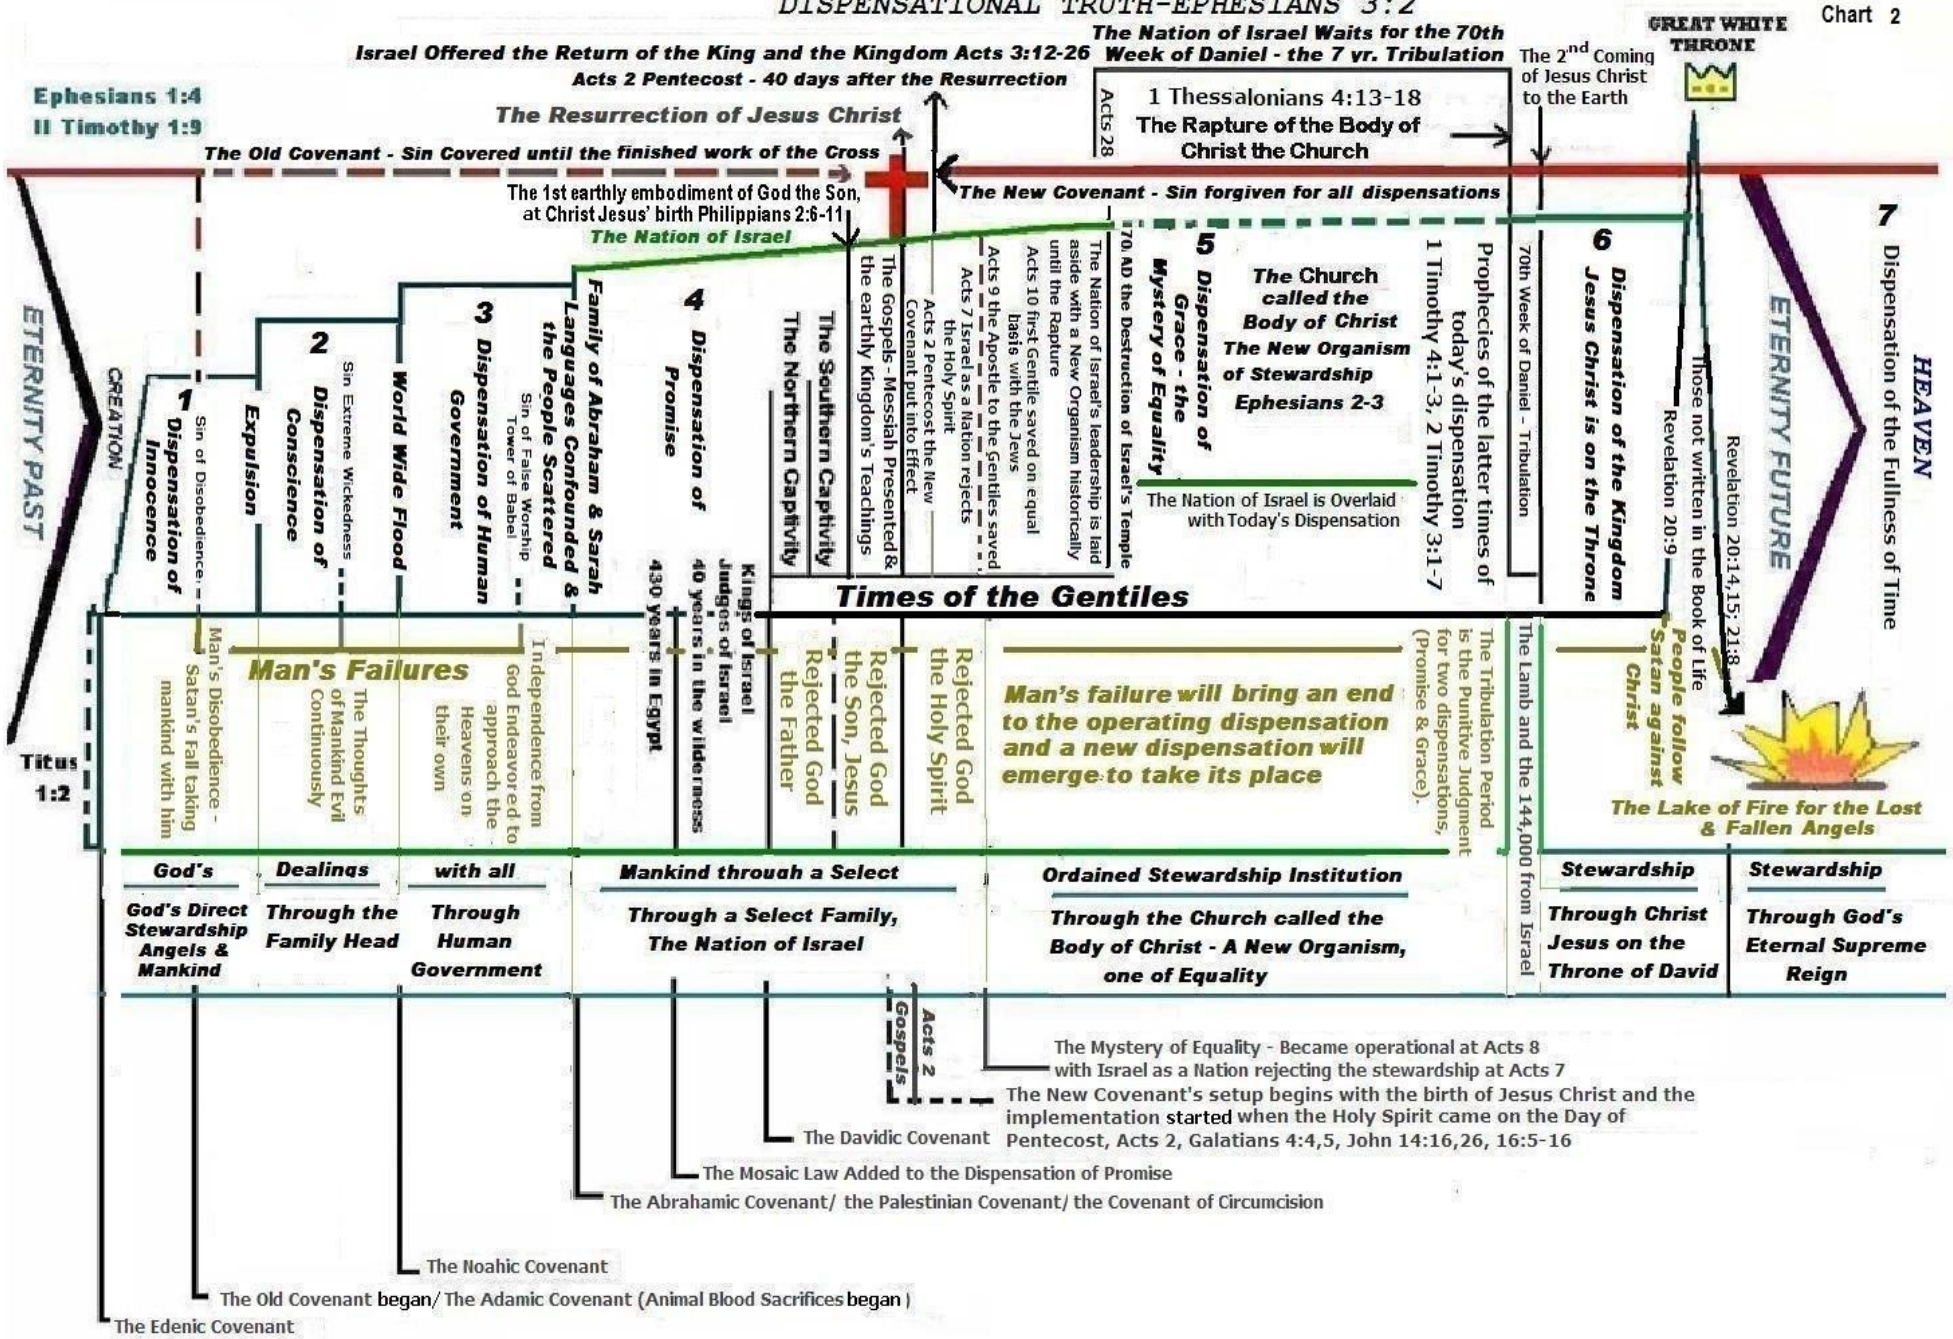 DISPENSATIONAL TRUTH-EPHESIANS 3:2
Chart 2
Israel Offered the Return of the King and the Kingdom Acts 3:12-26
Acts 2 Pentecost - 40 days after the Resurrection
The Nation of Israel Waits for the 70th
Week of Daniel - the 7 yr. Tribulation
The 2nd Coming
of Jesus Christ
to the Earth
GREAT WHITE
THRONE
Ephesians 1:4
II Timothy 1:9
The Resurrection of Jesus Christ
Acts 28
1 Thessalonians 4:13-18
The Rapture of the Body of
Christ the Church
The Old Covenant - Sin Covered until the finished work of the Cross
The 1st earthly embodiment of God the Son,
at Christ Jesus' birth Philippians 2:6-11
The New Covenant - Sin forgiven for all dispensations
The Nation of Israel
ETERNITY PAST
CREATION
1
Dispensation of
Innocence
Sin of Disobedience
Expulsion
2
Dispensation of
Conscience
Sin Extreme Wickedness
World Wide Flood
3
Dispensation of Human
Government
Sin of False Worship
Tower of Babel
Family of Abraham & Sarah
Languages Confounded &
the People Scattered
4
Dispensation of
Promise
430 years in Egypt
40 years in the wilderness
Judges of Israel
Kings of Israel
The Northern Captivity
The Southern Captivity
The Gospels - Messiah Presented &
the earthly Kingdom's Teachings
Acts 2 Pentecost the New
Covenant put into Effect
the Holy Spirit
Acts 7 Israel as a Nation rejects
Acts 9 the Apostle to the Gentiles saved
Acts 10 first Gentile saved on equal
basis with the Jews
The Nation of Israel's leadership is laid
aside with a New Organism historically
until the Rapture
70 AD the Destruction of Israel's Temple
5
Dispensation of
Grace - the
Mystery of Equality
The Church
called the
Body of Christ
The New Organism
of Stewardship
Ephesians 2-3
The Nation of Israel is Overlaid
with Today's Dispensation
Prophecies of the latter times of
today's dispensation
1 Timothy 4:1-3, 2 Timothy 3:1-7
70th Week of Daniel - Tribulation
6
Dispensation of the Kingdom
Jesus Christ is on the Throne
Revelation 20:9
Those not written in the Book of Life
Revelation 20:14,15; 21:8
ETERNITY FUTURE
7
Dispensation of the Fullness of Time
HEAVEN
Times of the Gentiles
Titus
1:2
Man's Failures
Man's Disobedience -
Satan's Fall taking
mankind with him
The Thoughts
of Mankind Evil
Continuously
Independence from
God Endeavored to
approach the
Heavens on
their own
Rejected God
the Father
Rejected God
the Son, Jesus
Rejected God
the Holy Spirit
Man's failure will bring an end
to the operating dispensation
and a new dispensation will
emerge to take its place
The Tribulation Period
is the Punitive Judgment
for two dispensations,
(Promise & Grace).
The Lamb and the 144,000 from Israel
People follow
Satan against
Christ
The Lake of Fire for the Lost
& Fallen Angels
God's
Dealings
with all
Mankind through a Select
Ordained Stewardship Institution
Stewardship
Stewardship
God's Direct
Stewardship
Angels &
Mankind
Through the
Family Head
Through
Human
Government
Through a Select Family,
The Nation of Israel
Through the Church called the
Body of Christ - A New Organism,
one of Equality
Through Christ
Jesus on the
Throne of David
Through God's
Eternal Supreme
Reign
Gospels
Acts 2
The Mystery of Equality - Became operational at Acts 8
with Israel as a Nation rejecting the stewardship at Acts 7
The New Covenant's setup begins with the birth of Jesus Christ and the
implementation started when the Holy Spirit came on the Day of
Pentecost, Acts 2, Galatians 4:4,5, John 14:16,26, 16:5-16
The Davidic Covenant
The Mosaic Law Added to the Dispensation of Promise
The Abrahamic Covenant/ the Palestinian Covenant/ the Covenant of Circumcision
The Noahic Covenant
The Old Covenant began/ The Adamic Covenant (Animal Blood Sacrifices began )
The Edenic Covenant